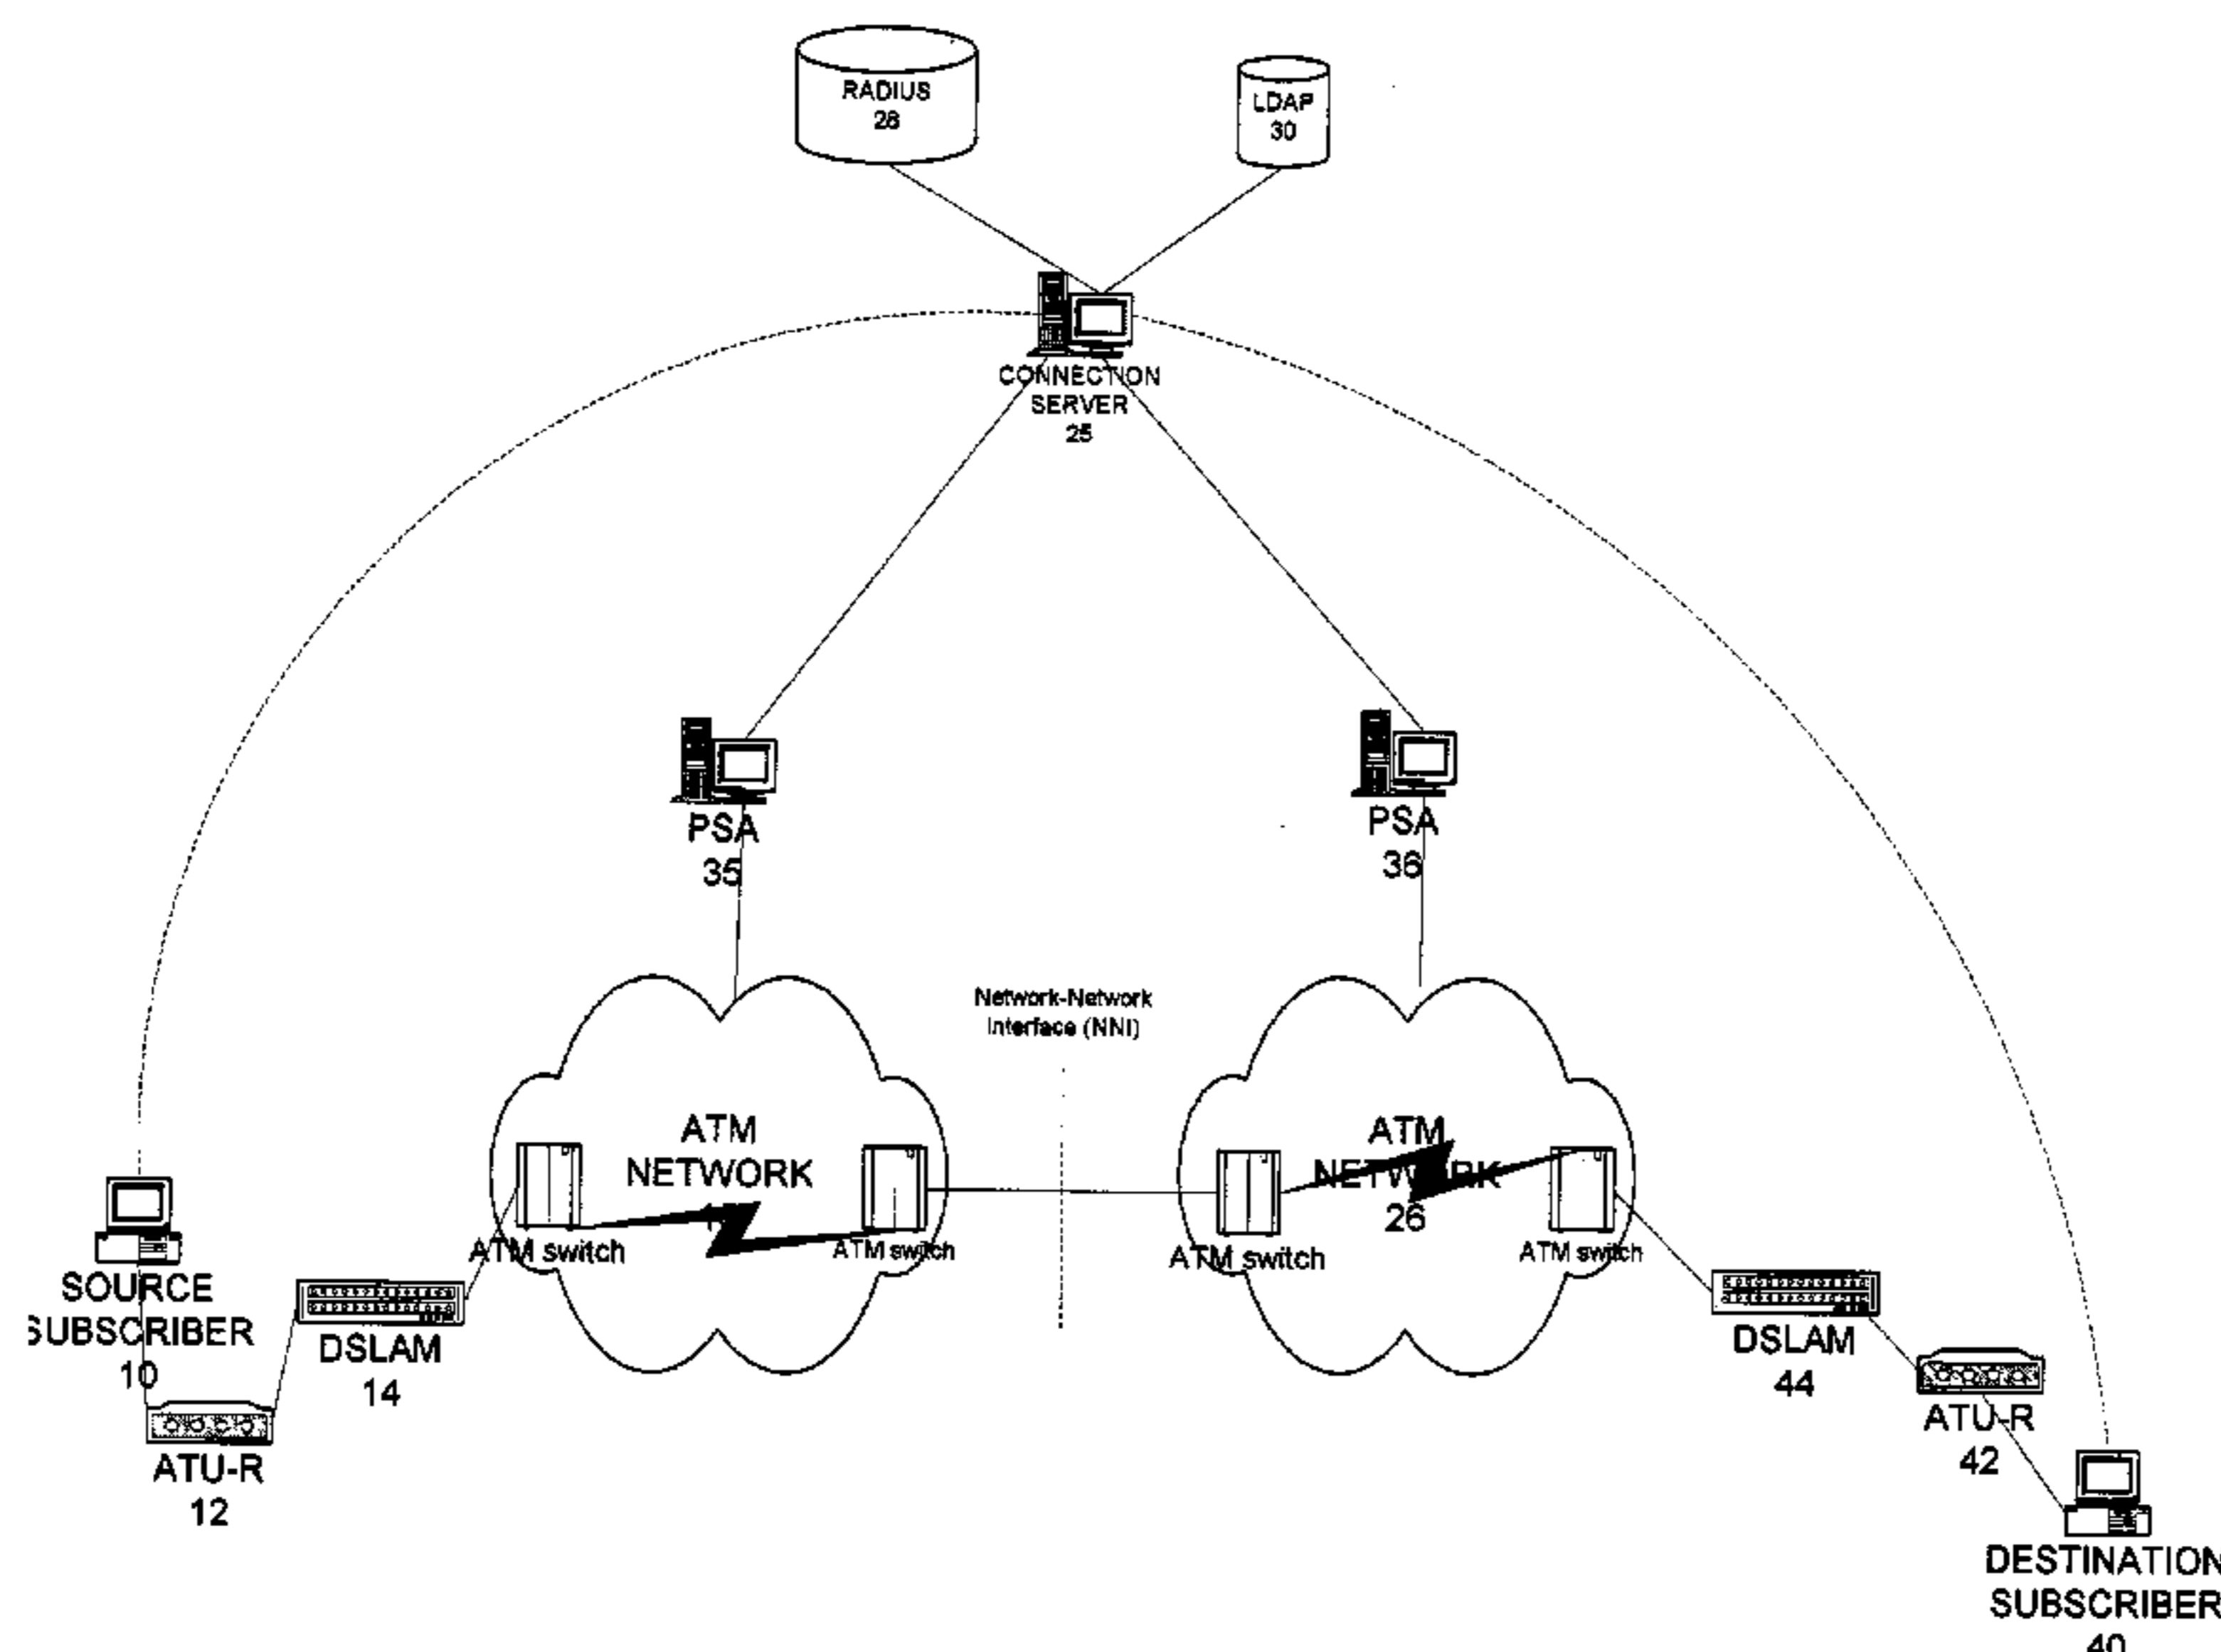 RADIUS
28
LDAP
30
CONNECTION
SERVER
25
PSA
35
PSA
36
Network-Network
Interface (NNI)
ATM
NETWORK
ATM switch
ATM switch
ATM
NETWORK
26
ATM switch
ATM switch
SOURCE
SUBSCRIBER
10
DSLAM
14
ATU-R
12
DSLAM
44
ATU-R
42
DESTINATION
SUBSCRIBER
40